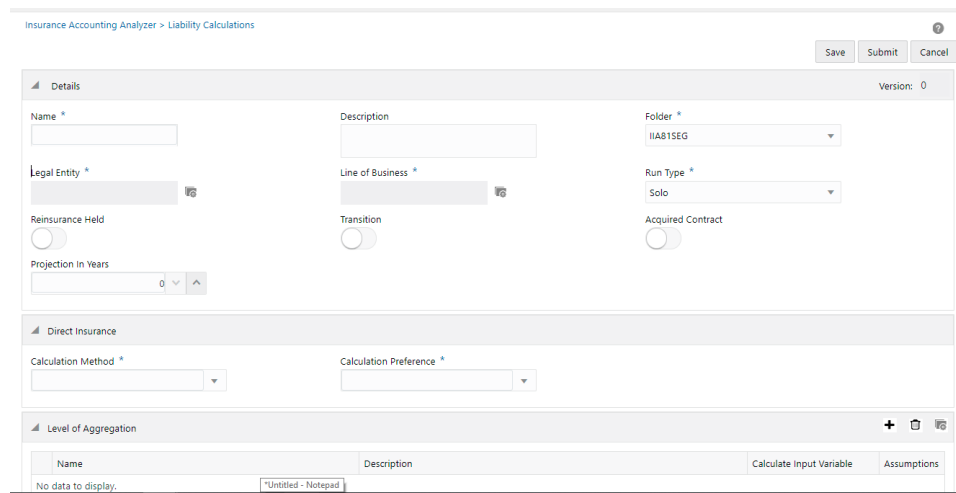 Insurance Accounting Analyzer > Liability Calculations
?
Save Submit Cancel
Details Version: 0
Name * Description Folder *
IIA81SEG
Legal Entity * Line of Business * Run Type *
Solo
Reinsurance Held Transition Acquired Contract
Projection In Years
0
Direct Insurance
Calculation Method * Calculation Preference *
Level of Aggregation
Name Description Calculate Input Variable Assumptions
No data to display.
*Untitled - Notepad